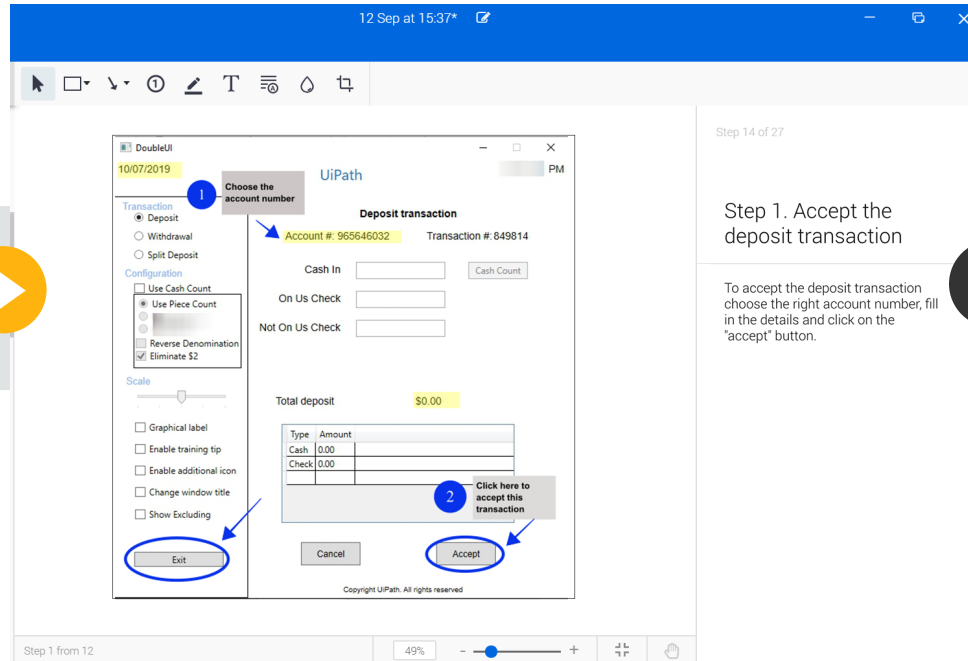 12 Sep at 15:37*
1
T
A
Step 14 of 27
Step 1. Accept the
deposit transaction
To accept the deposit transaction
choose the right account number, fill
in the details and click on the
"accept" button.
DoubleUI
10/07/2019
UiPath
PM
1
Choose the
account number
Transaction
Deposit
Withdrawal
Split Deposit
Configuration
Use Cash Count
Use Piece Count
Reverse Denomination
Eliminate $2
Scale
Graphical label
Enable training tip
Enable additional icon
Change window title
Show Excluding
Exit
Deposit transaction
Account #: 965646032 Transaction #: 849814
Cash In Cash Count
On Us Check
Not On Us Check
Total deposit $0.00
Type Amount
Cash 0.00
Check 0.00
2
Click here to
accept this
transaction
Cancel Accept
Copyright UiPath. All rights reserved
Step 1 from 12 49% - +